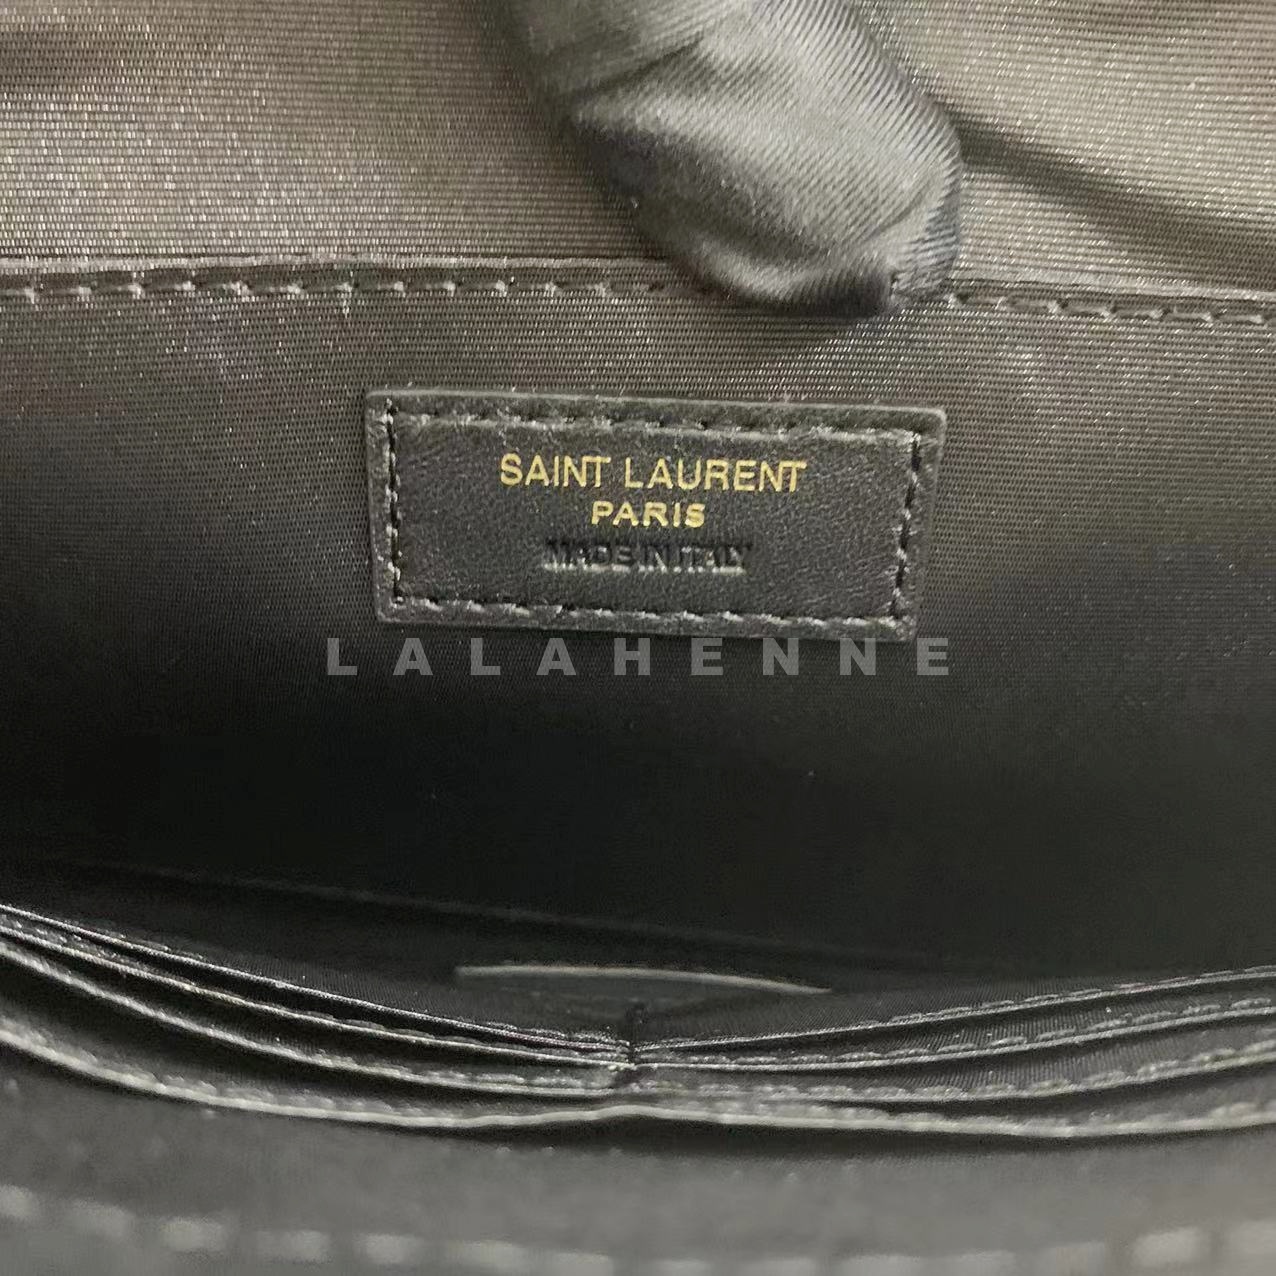 SAINT LAURENT
PARIS
MADE IN ITALY
LALAHENNE